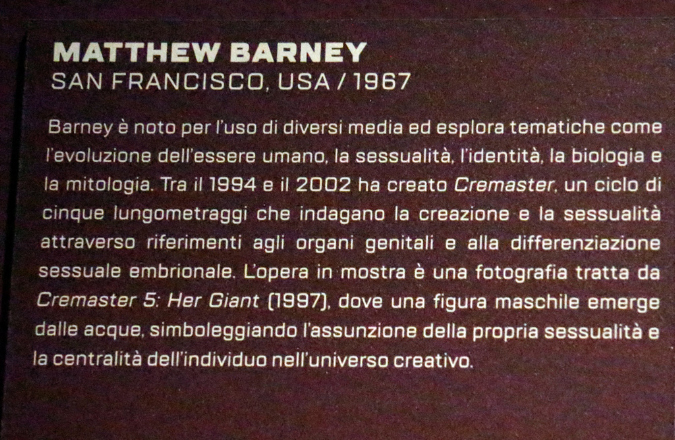 MATTHEW BARNEY
SAN FRANCISCO, USA / 1967
Barney è noto per l'uso di diversi media ed esplora tematiche come
l'evoluzione dell'essere umano, la sessualità, l'identità, la biologia e
la mitologia. Tra il 1994 e il 2002 ha creato Cremaster, un ciclo di
cinque lungometraggi che indagano la creazione e la sessualità
attraverso riferimenti agli organi genitali e alla differenziazione
sessuale embrionale. L'opera in mostra è una fotografia tratta da
Cremaster 5: Her Giant (1997), dove una figura maschile emerge
dalle acque, simboleggiando l'assunzione della propria sessualità e
la centralità dell'individuo nell'universo creativo.